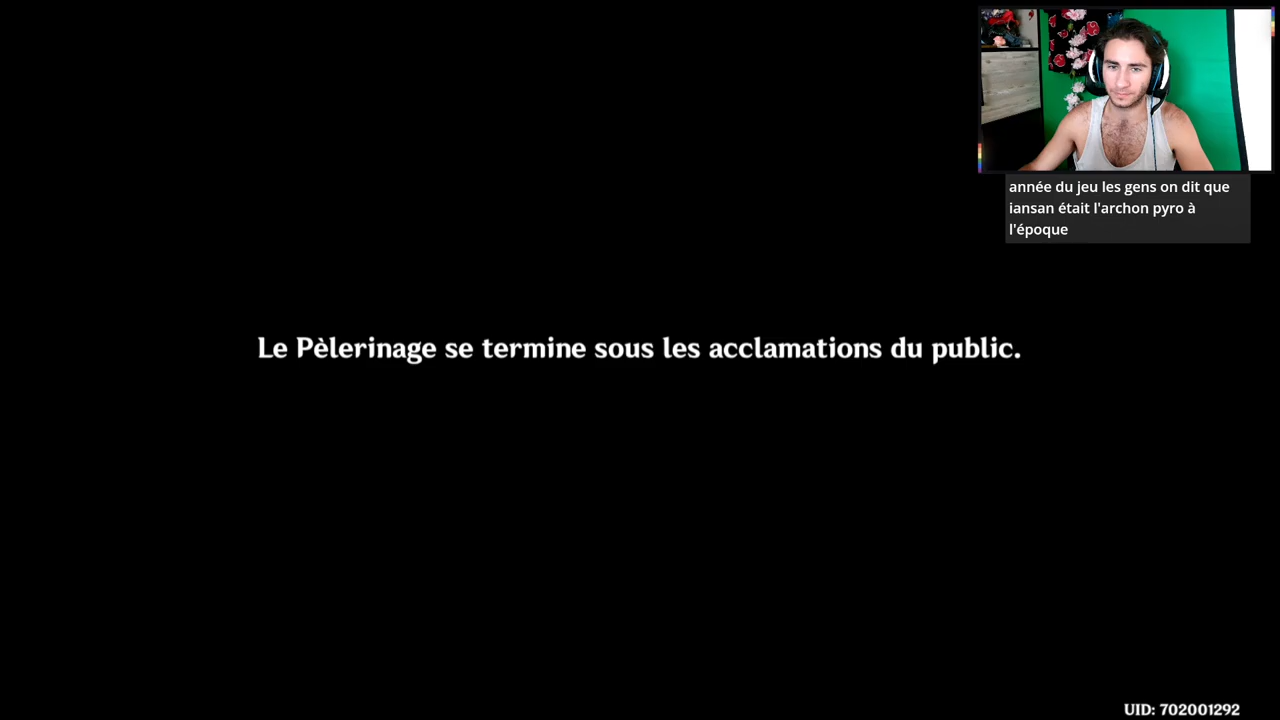 année du jeu les gens on dit que
iansan était l'archon pyro à
l'époque
Le Pèlerinage se termine sous les acclamations du public.
UID: 702001292